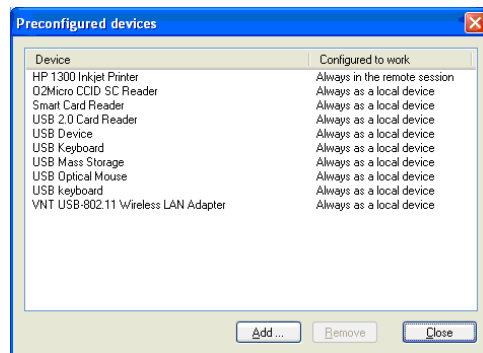 Preconfigured devices
Device Configured to work
HP 1300 Inkjet Printer Always in the remote session
O2Micro CCID SC Reader Always as a local device
Smart Card Reader Always as a local device
USB 2.0 Card Reader Always as a local device
USB Device Always as a local device
USB Keyboard Always as a local device
USB Mass Storage Always as a local device
USB Optical Mouse Always as a local device
USB keyboard Always as a local device
VNT USB-802.11 Wireless LAN Adapter Always as a local device
Add ... Remove Close